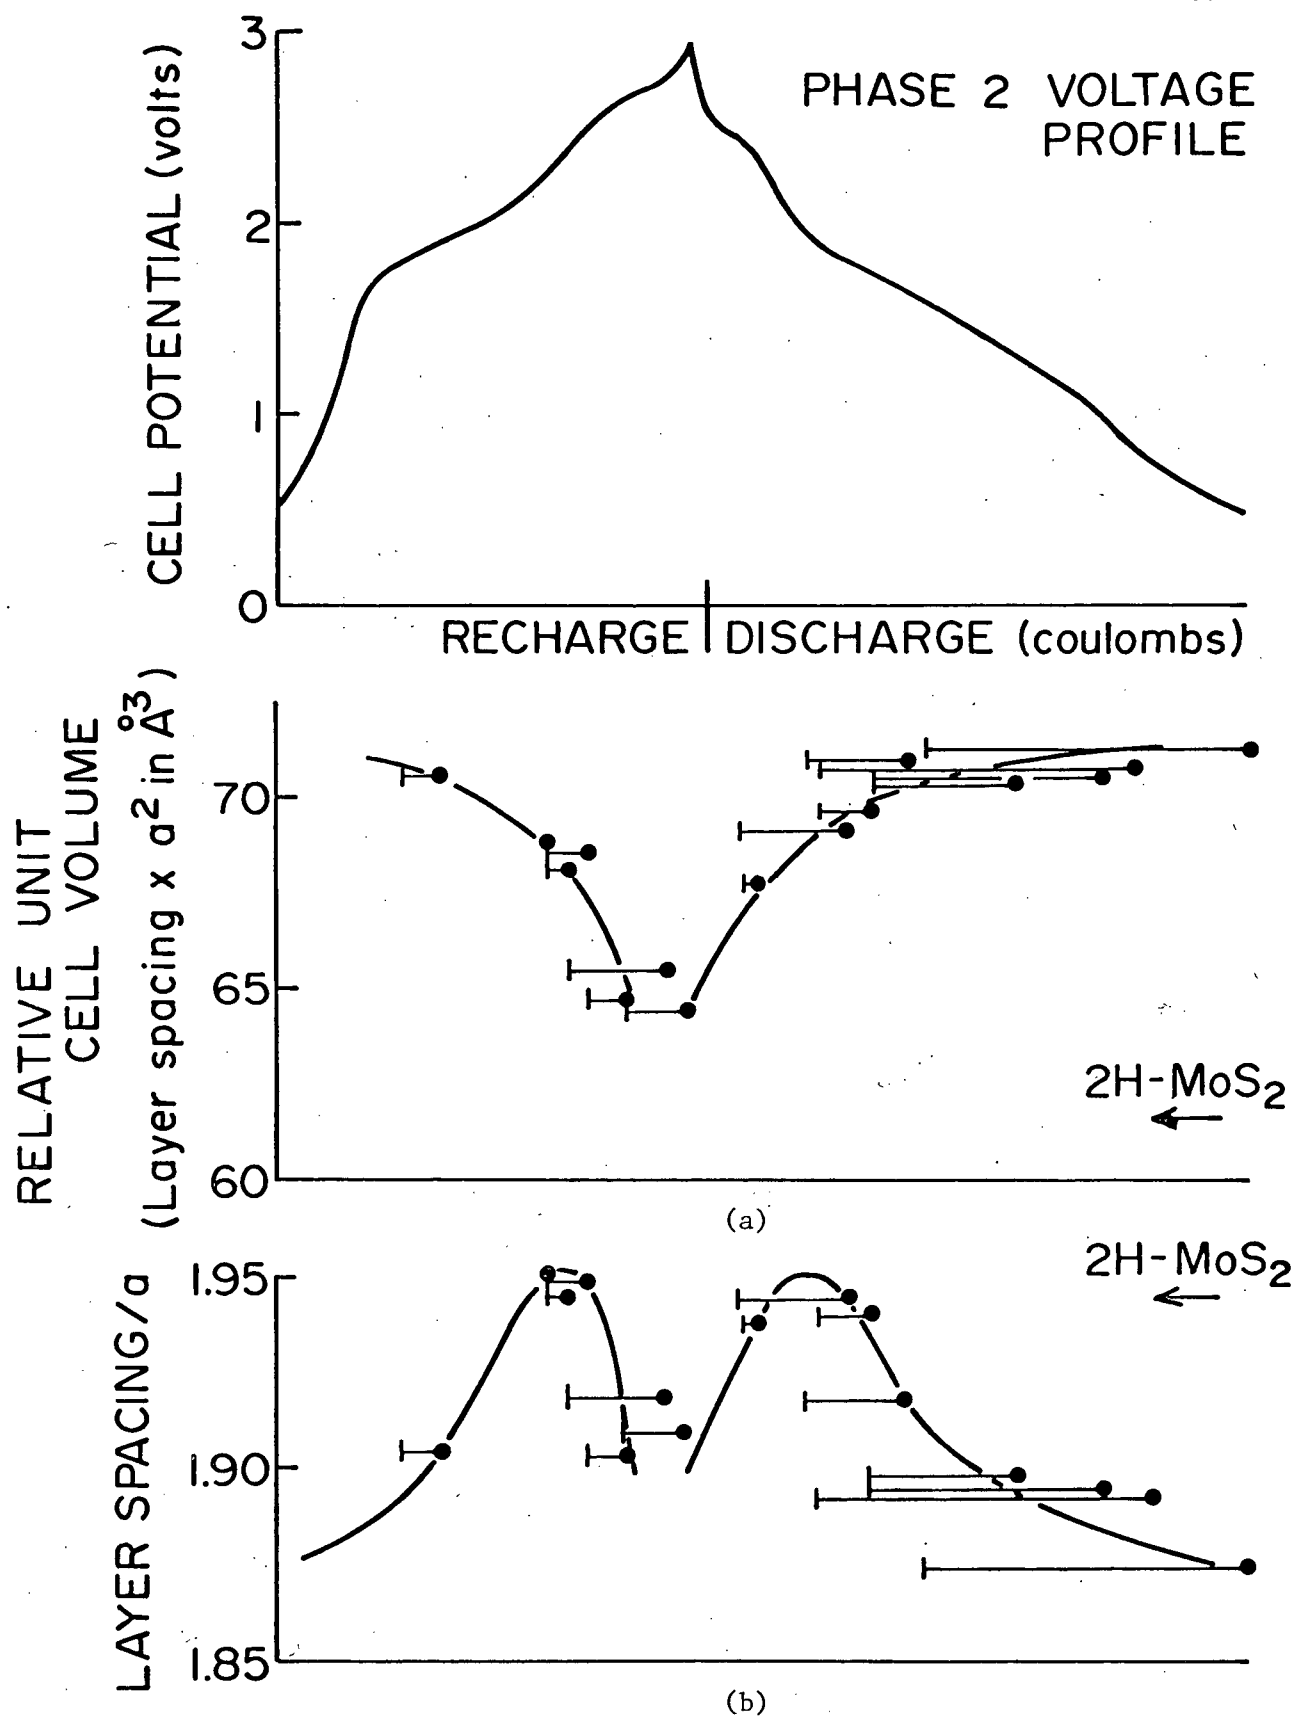 3
2
1
0
CELL POTENTIAL (volts)
PHASE 2 VOLTAGE
PROFILE
RECHARGE DISCHARGE (coulombs)
RELATIVE UNIT
CELL VOLUME
(Layer spacing x a² in Å³)
70
65
60
2H-MoS₂
(a)
LAYER SPACING/a
1.95
1.90
1.85
2H-MoS₂
(b)